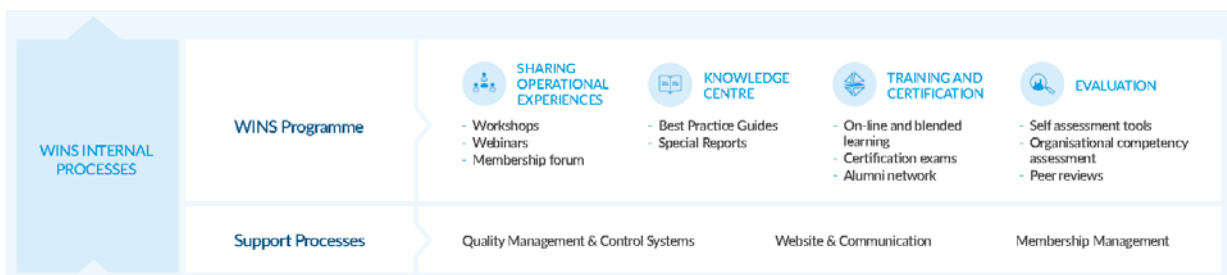 WINS INTERNAL
PROCESSES
WINS Programme
SHARING
OPERATIONAL
EXPERIENCES
- Workshops
- Webinars
- Membership forum
KNOWLEDGE
CENTRE
- Best Practice Guides
- Special Reports
TRAINING AND
CERTIFICATION
- On-line and blended
learning
- Certification exams
- Alumni network
EVALUATION
- Self assessment tools
- Organisational competency
assessment
- Peer reviews
Support Processes
Quality Management & Control Systems
Website & Communication
Membership Management